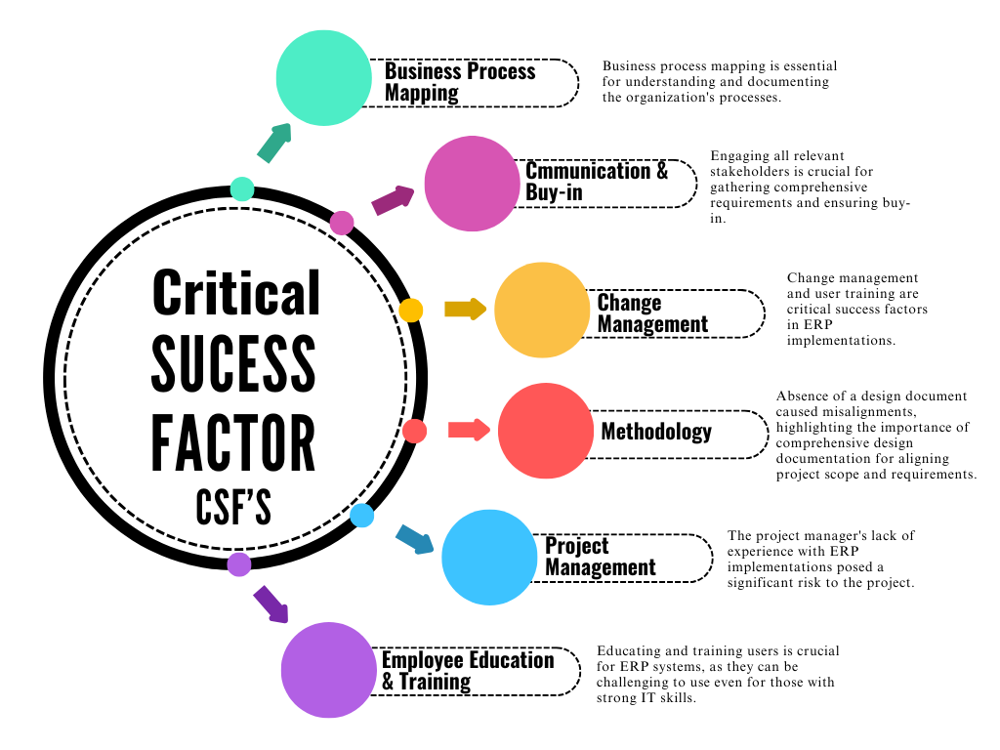 Critical
SUCESS
FACTOR
CSF'S
Business Process
Mapping
Business process mapping is essential
for understanding and documenting
the organization's processes.
Cmmunication &
Buy-in
Engaging all relevant
stakeholders is crucial for
gathering comprehensive
requirements and ensuring buy-
in.
Change
Management
Change management
and user training are
critical success factors
in ERP
implementations.
Methodology
Absence of a design document
caused misalignments,
highlighting the importance of
comprehensive design
documentation for aligning
project scope and requirements.
Project
Management
The project manager's lack of
experience with ERP
implementations posed a
significant risk to the project.
Employee Education
& Training
Educating and training users is crucial
for ERP systems, as they can be
challenging to use even for those with
strong IT skills.